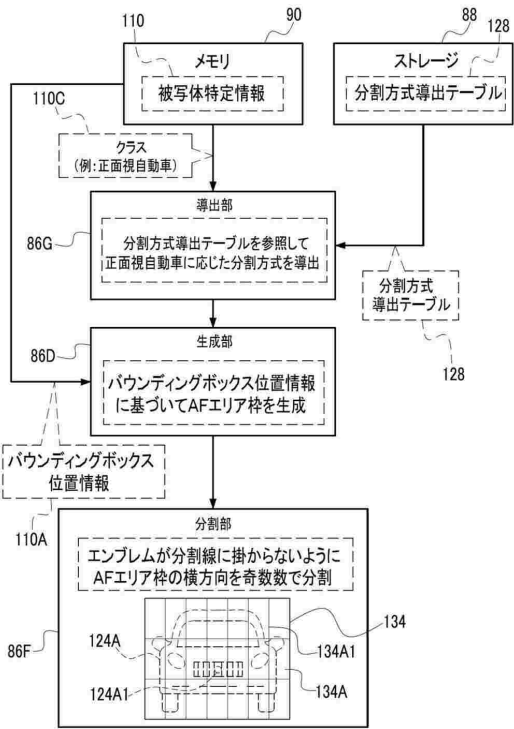 110
90
88
128
メモリ
被写体特定情報
ストレージ
分割方式導出テーブル
110C
クラス
(例:正面視自動車)
導出部
分割方式導出テーブルを参照して
正面視自動車に応じた分割方式を導出
86G
分割方式
導出テーブル
128
生成部
86D
バウンディングボックス位置情報
に基づいてAFエリア枠を生成
バウンディングボックス
位置情報
110A
分割部
エンブレムが分割線に掛からないように
AFエリア枠の横方向を奇数数で分割
86F
124A
124A1
134
134A1
134A